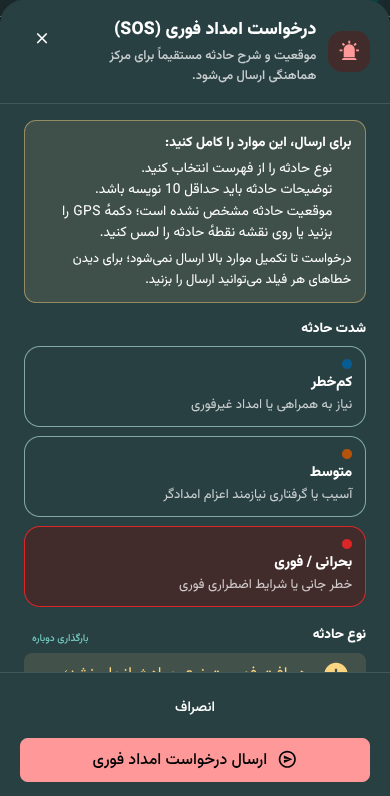 درخواست امداد فوری (SOS)
موقعیت و شرح حادثه مستقیماً برای مرکز
هماهنگی ارسال می‌شود.
برای ارسال، این موارد را کامل کنید:
نوع حادثه را از فهرست انتخاب کنید.
توضیحات حادثه باید حداقل 10 نویسه باشد.
موقعیت حادثه مشخص نشده است؛ دکمهٔ GPS را
بزنید یا روی نقشه نقطهٔ حادثه را لمس کنید.
درخواست تا تکمیل موارد بالا ارسال نمی‌شود؛ برای دیدن
خطاهای هر فیلد می‌توانید ارسال را بزنید.
شدت حادثه
کم‌خطر
نیاز به همراهی یا امداد غیرفوری
متوسط
آسیب یا گرفتاری نیازمند اعزام امدادگر
بحرانی / فوری
خطر جانی یا شرایط اضطراری فوری
نوع حادثه
بارگذاری دوباره
انصراف
ارسال درخواست امداد فوری